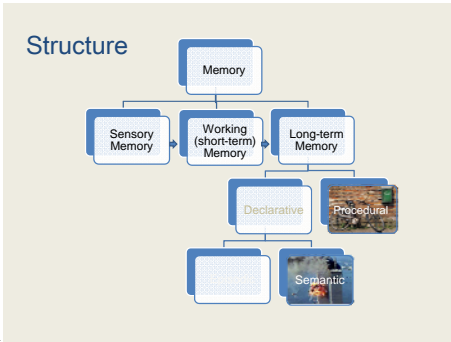 Structure
Memory
Sensory
Memory
Working
(short-term)
Memory
Long-term
Memory
Declarative
Procedural
Semantic